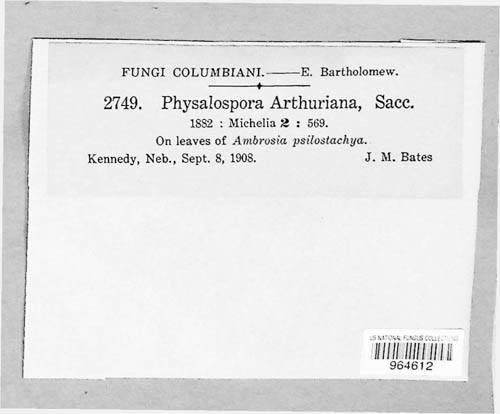 FUNGI COLUMBIANI.——E. Bartholomew.
2749. Physalospora Arthuriana, Sacc.
1882 : Michelia 2 : 569.
On leaves of Ambrosia psilostachya.
Kennedy, Neb., Sept. 8, 1908. J. M. Bates
US NATIONAL FUNGUS COLLECTIONS
964612